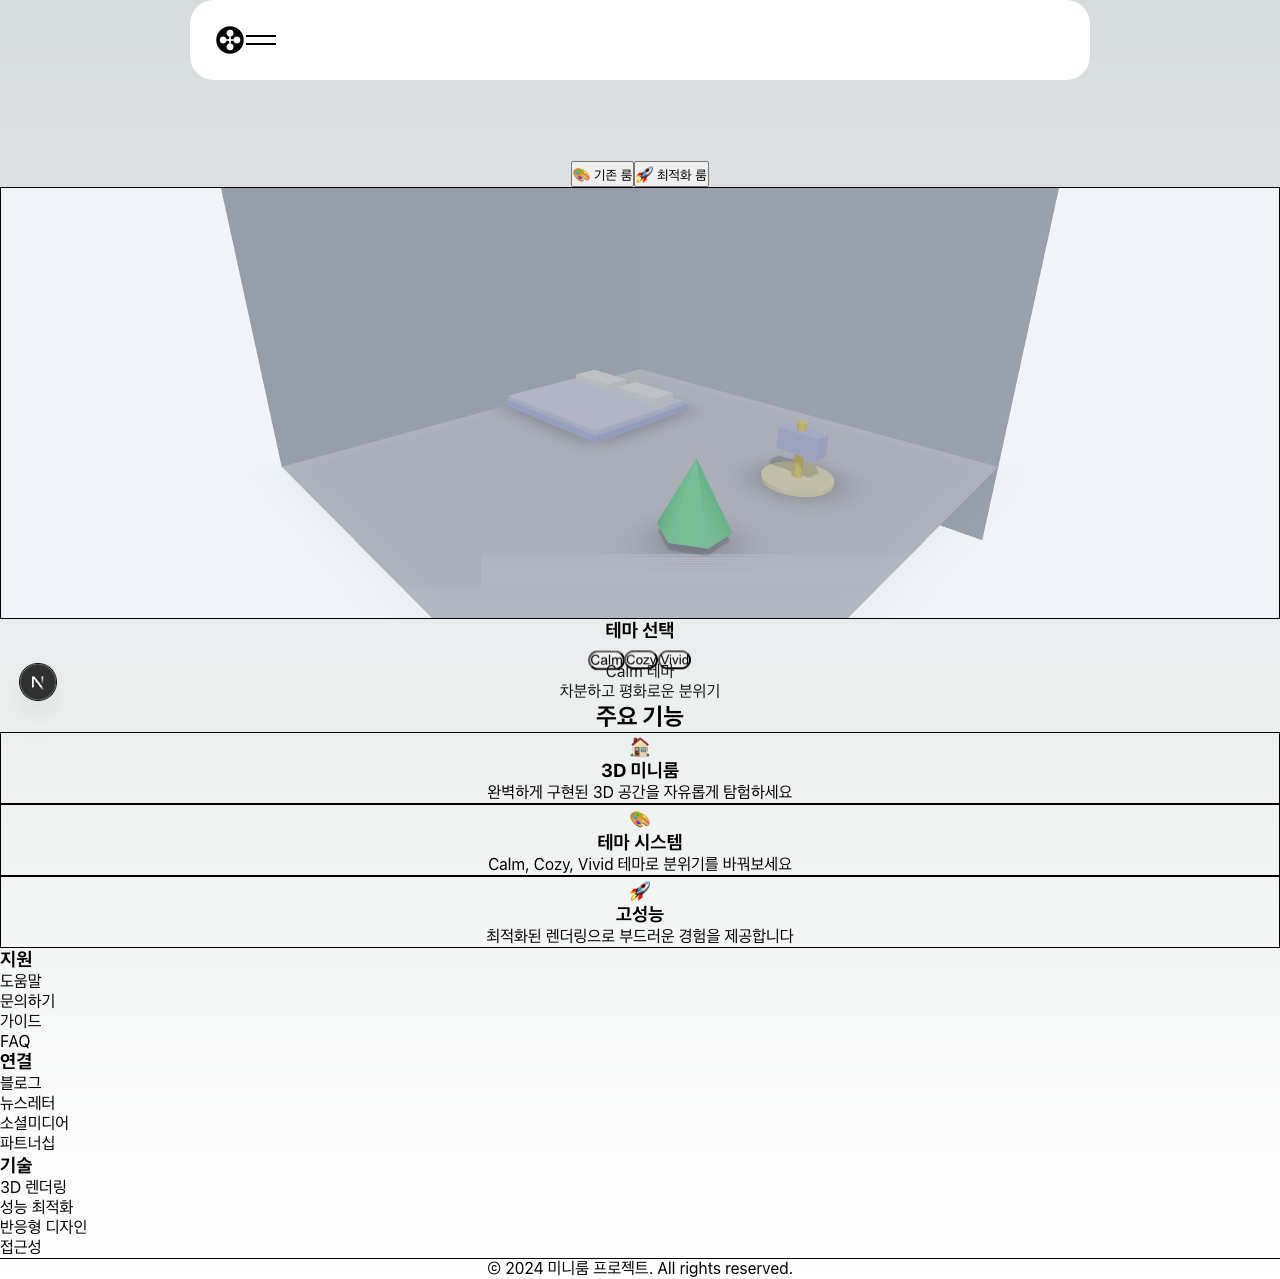 기존 룸
최적화 룸
테마 선택
Calm Cozy Vivid
Calm 테마
차분하고 평화로운 분위기
N
주요 기능
3D 미니룸
완벽하게 구현된 3D 공간을 자유롭게 탐험하세요
테마 시스템
Calm, Cozy, Vivid 테마로 분위기를 바꿔보세요
고성능
최적화된 렌더링으로 부드러운 경험을 제공합니다
지원
도움말
문의하기
가이드
FAQ
연결
블로그
뉴스레터
소셜미디어
파트너십
기술
3D 렌더링
성능 최적화
반응형 디자인
접근성
© 2024 미니룸 프로젝트. All rights reserved.